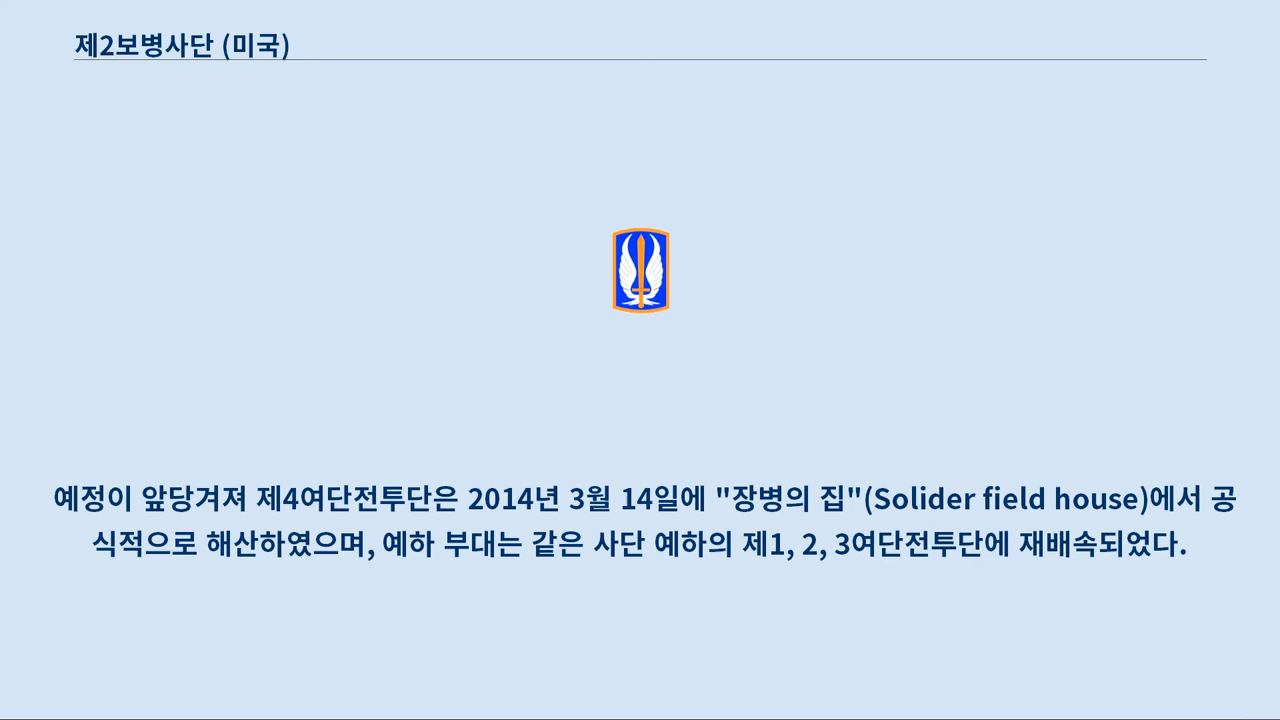 제2보병사단 (미국)
예정이 앞당겨져 제4여단전투단은 2014년 3월 14일에 "장병의 집"(Solider field house)에서 공
식적으로 해산하였으며, 예하 부대는 같은 사단 예하의 제1, 2, 3여단전투단에 재배속되었다.